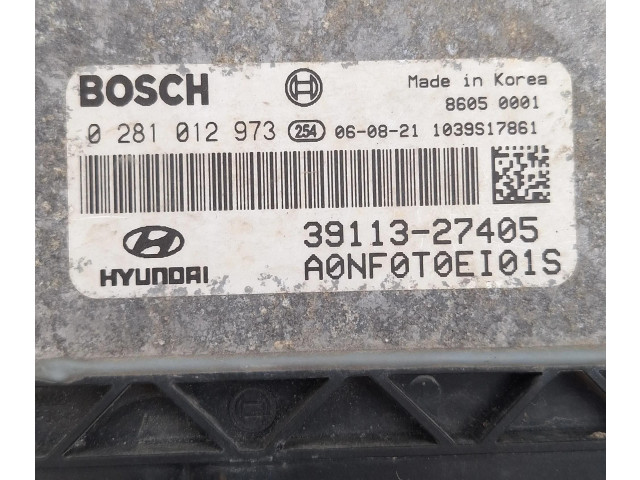 BOSCH Made in Korea
8605 0001
0 281 012 973 254 06-08-21 1039S17861
HYUNDAI 39113-27405
A0NF0T0EI01S